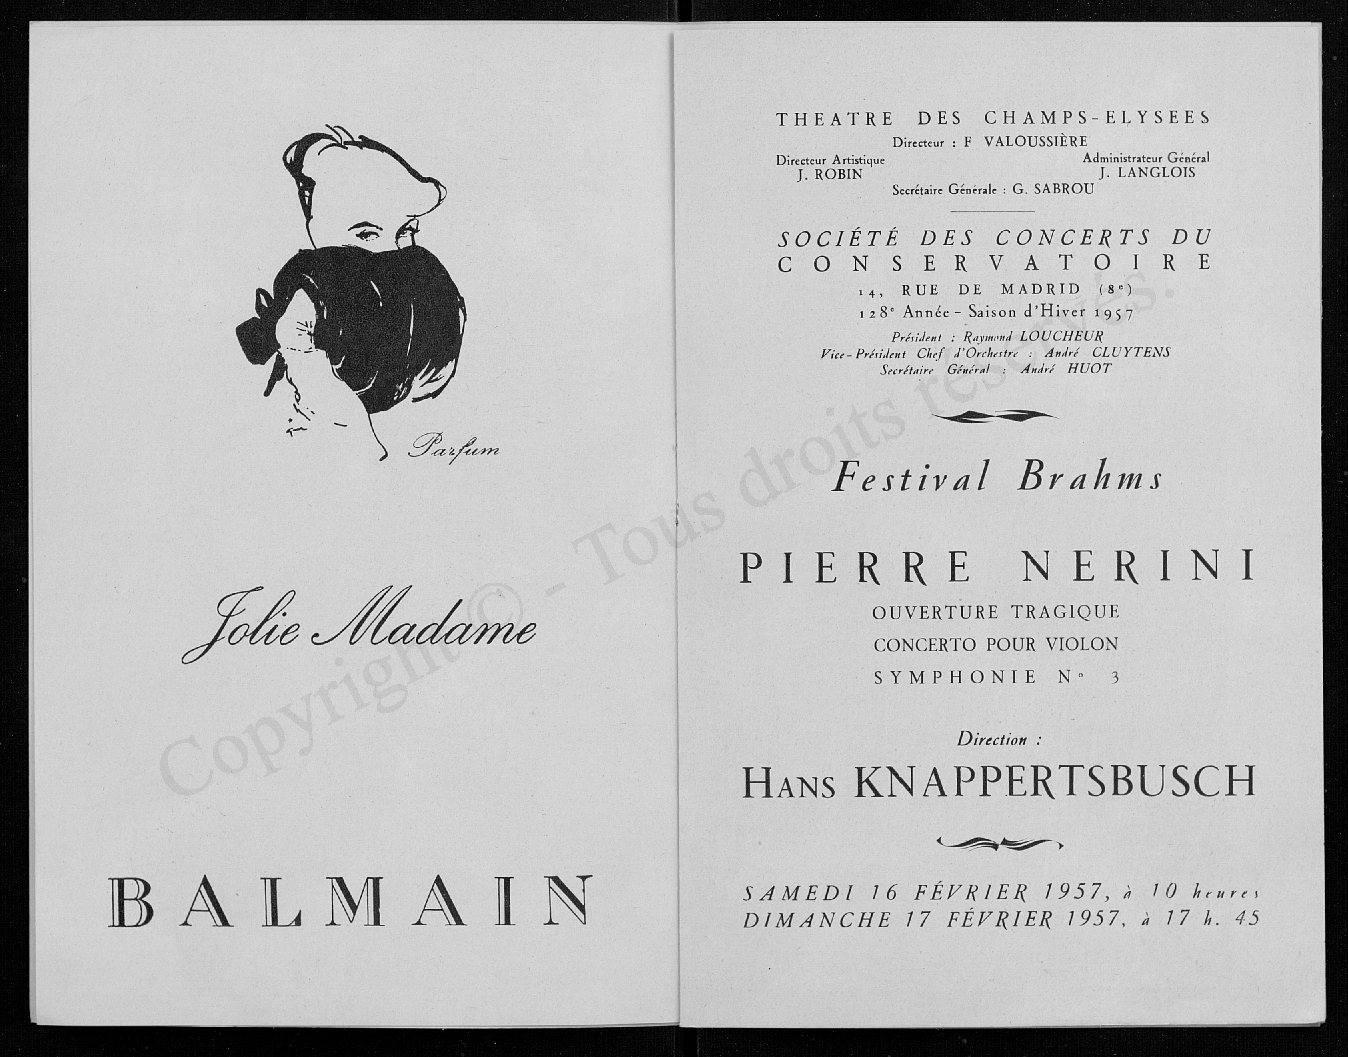 Parfum
Jolie Madame
BALMAIN
THEATRE DES CHAMPS-ELYSEES
Directeur : F VALOUSSIÈRE
Directeur Artistique
J. ROBIN
Administrateur Général
J. LANGLOIS
Secrétaire Générale : G. SABROU
SOCIÉTÉ DES CONCERTS DU
CONSERVATOIRE
14, RUE DE MADRID (8e)
128e Année - Saison d'Hiver 1957
Président : Raymond LOUCHEUR
Vice-Président Chef d'Orchestre : André CLUYTENS
Secrétaire Général : André HUOT
Festival Brahms
PIERRE NERINI
OUVERTURE TRAGIQUE
CONCERTO POUR VIOLON
SYMPHONIE No 3
Direction :
HANS KNAPPERTSBUSCH
SAMEDI 16 FÉVRIER 1957, à 10 heures
DIMANCHE 17 FÉVRIER 1957, à 17 h. 45
Copyright © - Tous droits réservés.